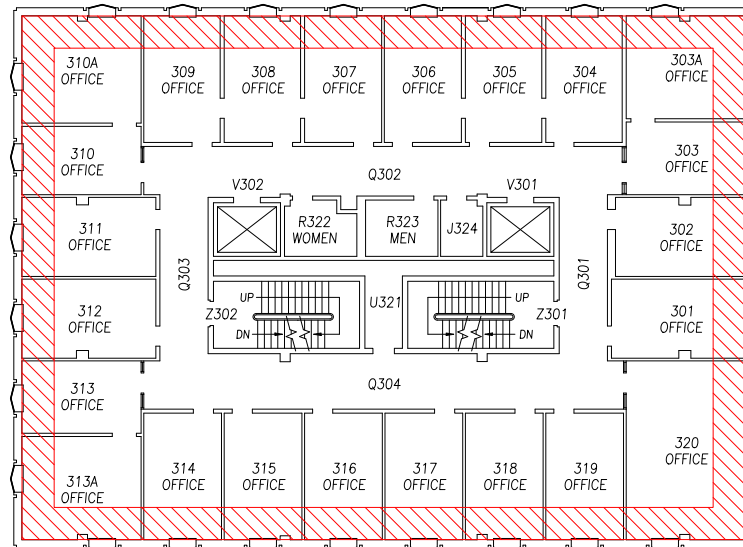 310A
OFFICE
309
OFFICE
308
OFFICE
307
OFFICE
306
OFFICE
305
OFFICE
304
OFFICE
303A
OFFICE
310
OFFICE
303
OFFICE
Q302
V302
V301
311
OFFICE
R322
WOMEN
R323
MEN
J324
302
OFFICE
Q303
Q301
312
OFFICE
Z302
UP
DN
U321
UP
DN
Z301
301
OFFICE
313
OFFICE
Q304
313A
OFFICE
314
OFFICE
315
OFFICE
316
OFFICE
317
OFFICE
318
OFFICE
319
OFFICE
320
OFFICE